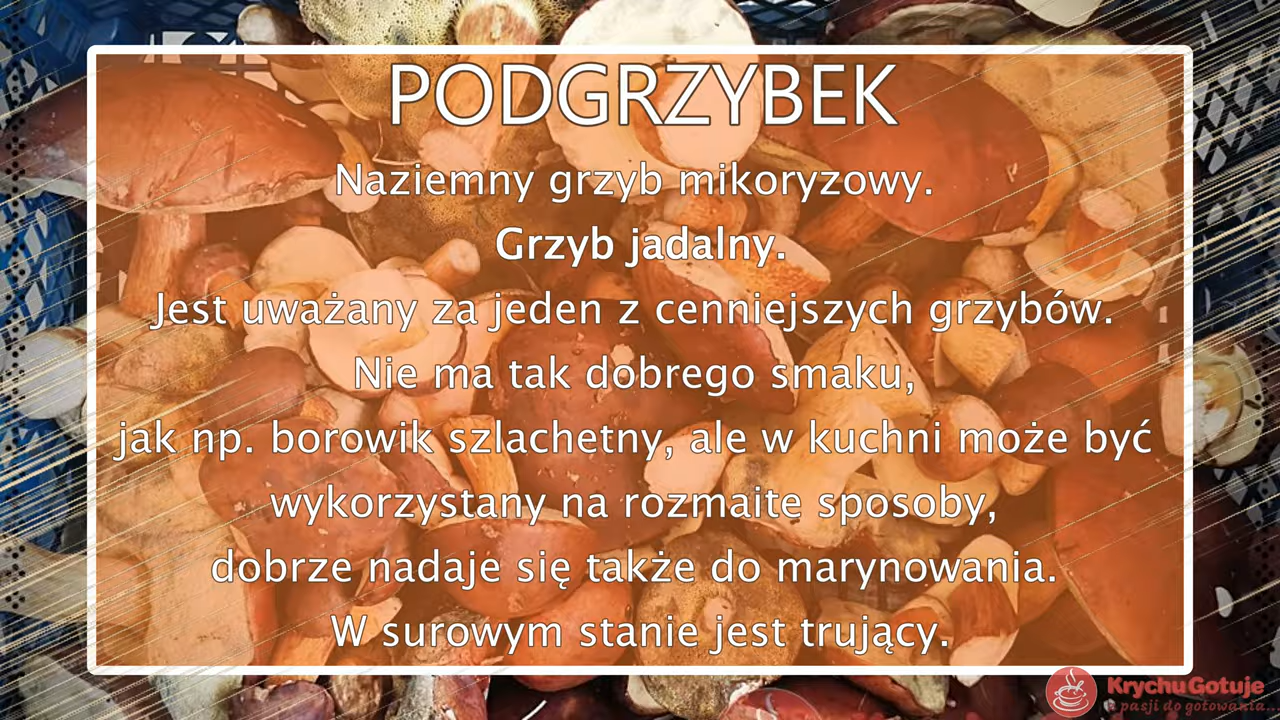 PODGRZYBEK
Naziemny grzyb mikoryzowy.
Grzyb jadalny.
Jest uważany za jeden z cenniejszych grzybów.
Nie ma tak dobrego smaku,
jak np. borowik szlachetny, ale w kuchni może być
wykorzystany na rozmaite sposoby,
dobrze nadaje się także do marynowania.
W surowym stanie jest trujący.
KrychuGotuje
z pasji do gotowania...